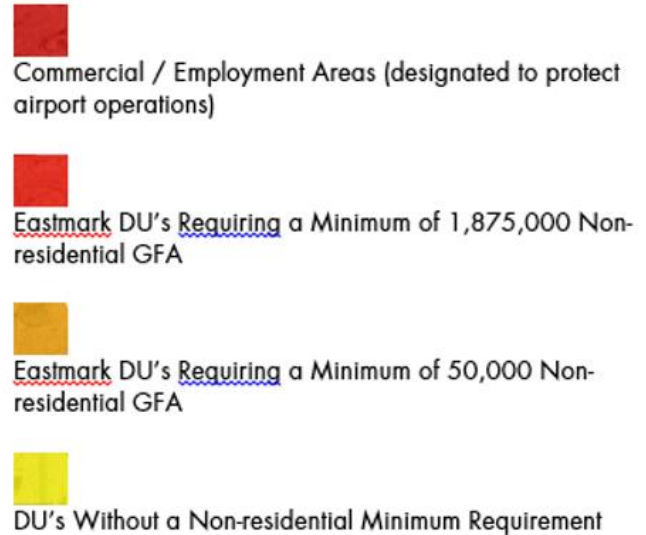 Commercial / Employment Areas (designated to protect
airport operations)
Eastmark DU's Requiring a Minimum of 1,875,000 Non-
residential GFA
Eastmark DU's Requiring a Minimum of 50,000 Non-
residential GFA
DU's Without a Non-residential Minimum Requirement